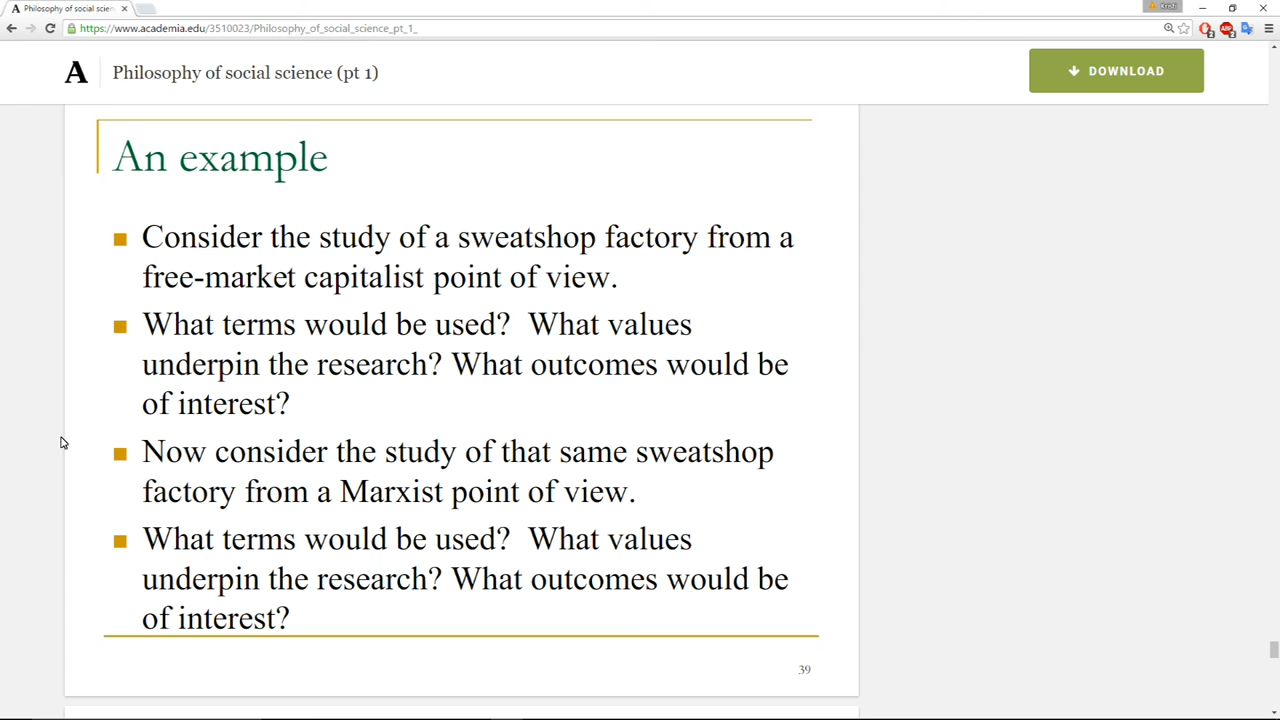 Philosophy of social scien
Kristi
https://www.academia.edu/3510023/Philosophy_of_social_science_pt_1_
A Philosophy of social science (pt 1)
DOWNLOAD
An example
Consider the study of a sweatshop factory from a
free-market capitalist point of view.
What terms would be used? What values
underpin the research? What outcomes would be
of interest?
Now consider the study of that same sweatshop
factory from a Marxist point of view.
What terms would be used? What values
underpin the research? What outcomes would be
of interest?
39